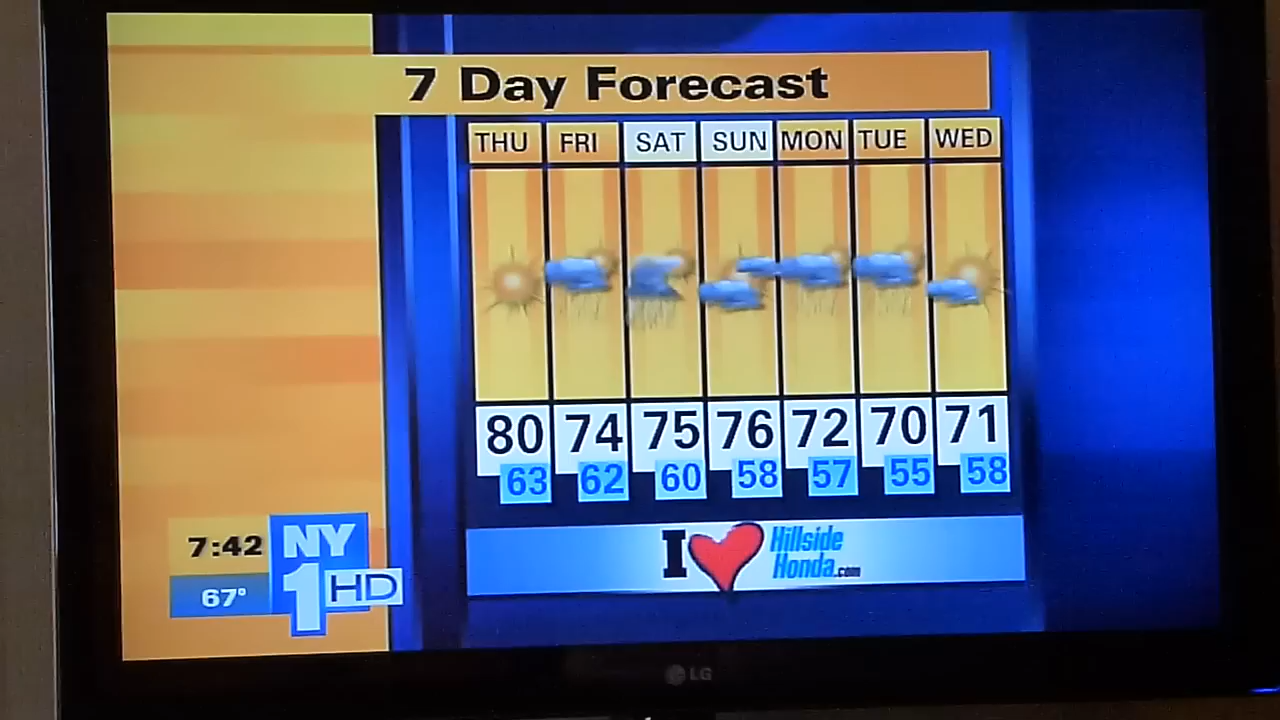 7 Day Forecast
THU FRI SAT SUN MON TUE WED
80 74 75 76 72 70 71
63 62 60 58 57 55 58
7:42
67°
NY
1 HD
I Hillside
Honda.com
LG